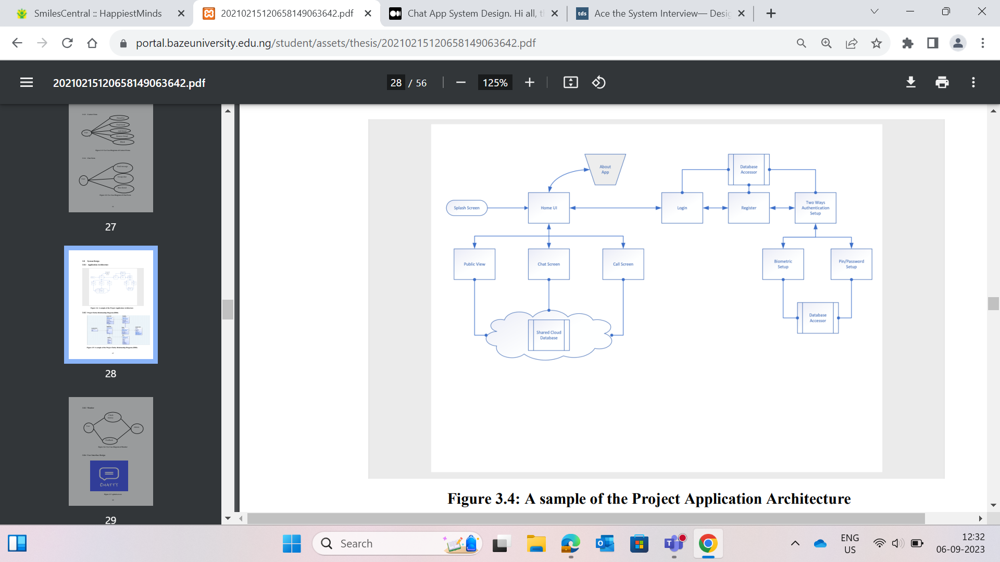 SmilesCentral :: HappiestMinds
20210215120658149063642.pdf
Chat App System Design. Hi all, t
tds
Ace the System Interview— Desig
portal.bazeuniversity.edu.ng/student/assets/thesis/20210215120658149063642.pdf
20210215120658149063642.pdf
28 / 56
125%
27
28
CHATTY
29
About
App
Database
Accessor
Splash Screen
Home UI
Login
Register
Two Ways
Authentication
Setup
Public View
Chat Screen
Call Screen
Biometric
Setup
Pin/Password
Setup
Shared Cloud
Database
Database
Accessor
Figure 3.4: A sample of the Project Application Architecture
Search
ENG
US
12:32
06-09-2023